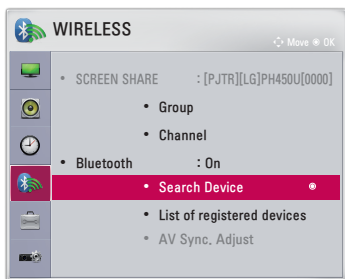 WIRELESS
Move OK
• SCREEN SHARE : [PJTR][LG]PH450U[0000]
• Group
• Channel
• Bluetooth : On
• Search Device
• List of registered devices
• AV Sync. Adjust